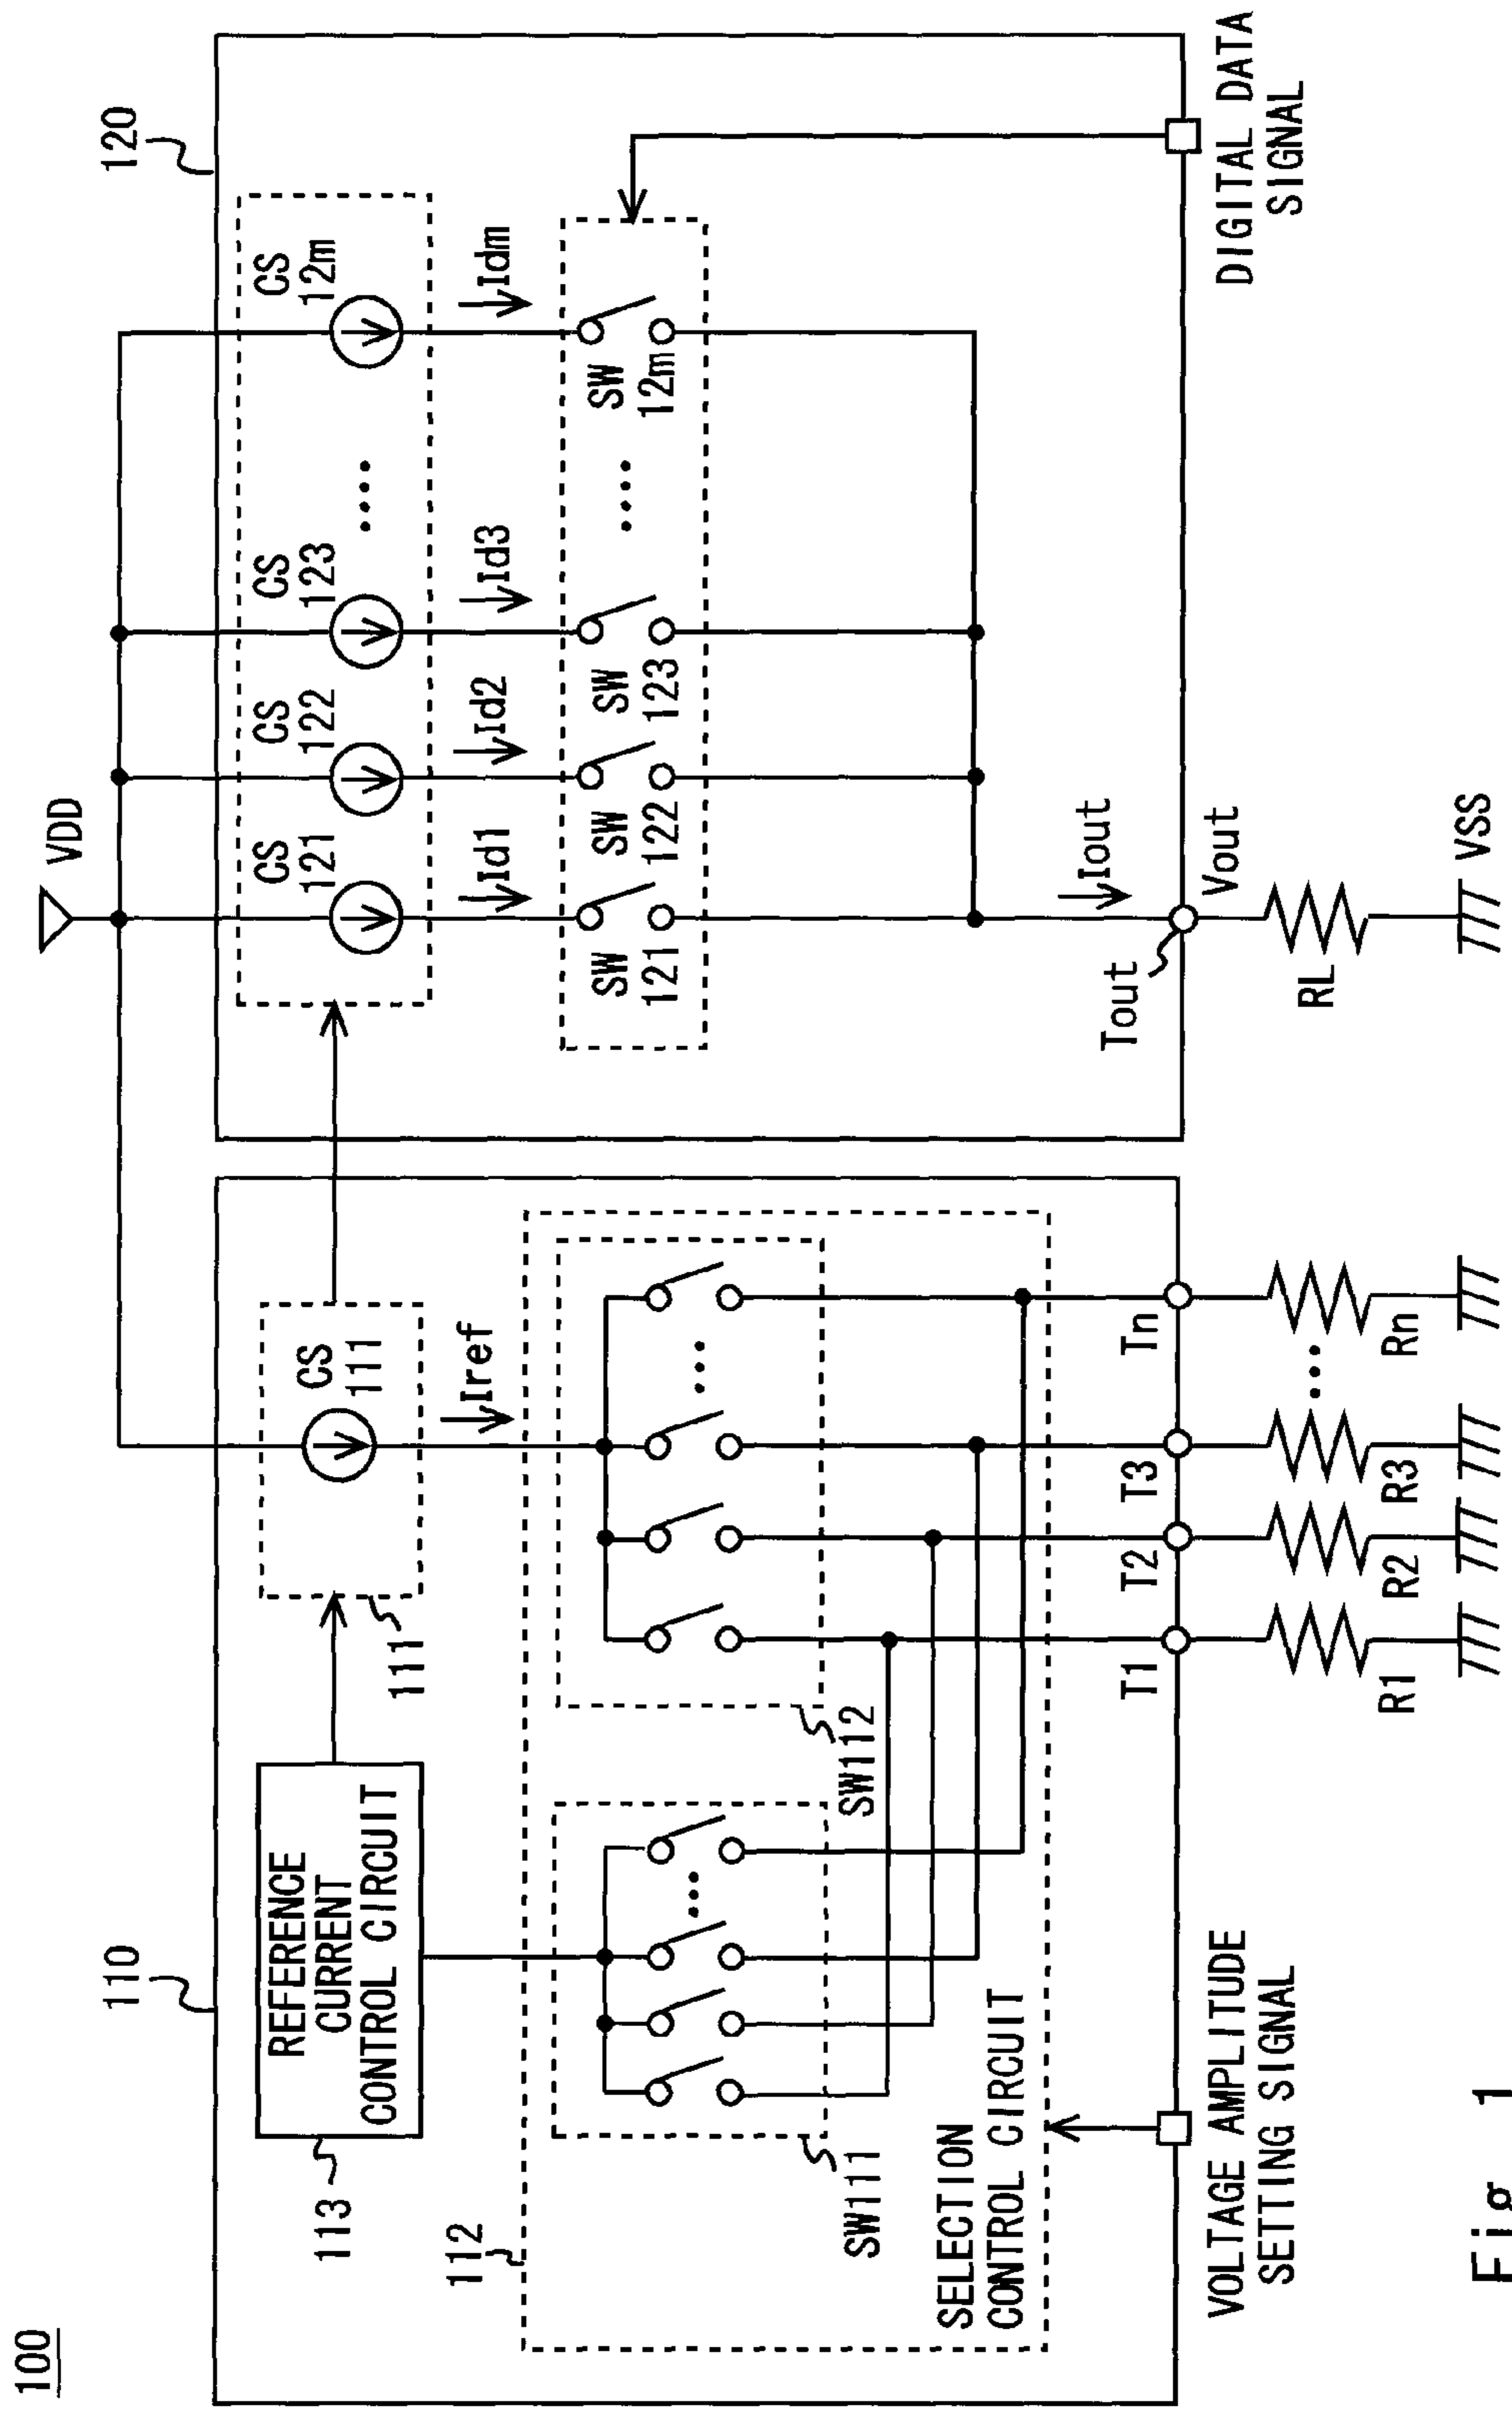 100
110
120
VDD
113
REFERENCE
CURRENT
CONTROL CIRCUIT
111
CS
111
Iref
CS
121
CS
122
CS
123
....
CS
12m
Id1
Id2
Id3
Idm
112
SW111
...
SW112
...
SW
121
SW
122
SW
123
....
SW
12m
SELECTION
CONTROL CIRCUIT
T1
T2
T3
Tn
Tout
Iout
Vout
VOLTAGE AMPLITUDE
SETTING SIGNAL
DIGITAL DATA
SIGNAL
R1
R2
R3
...
Rn
RL
VSS
Fig. 1